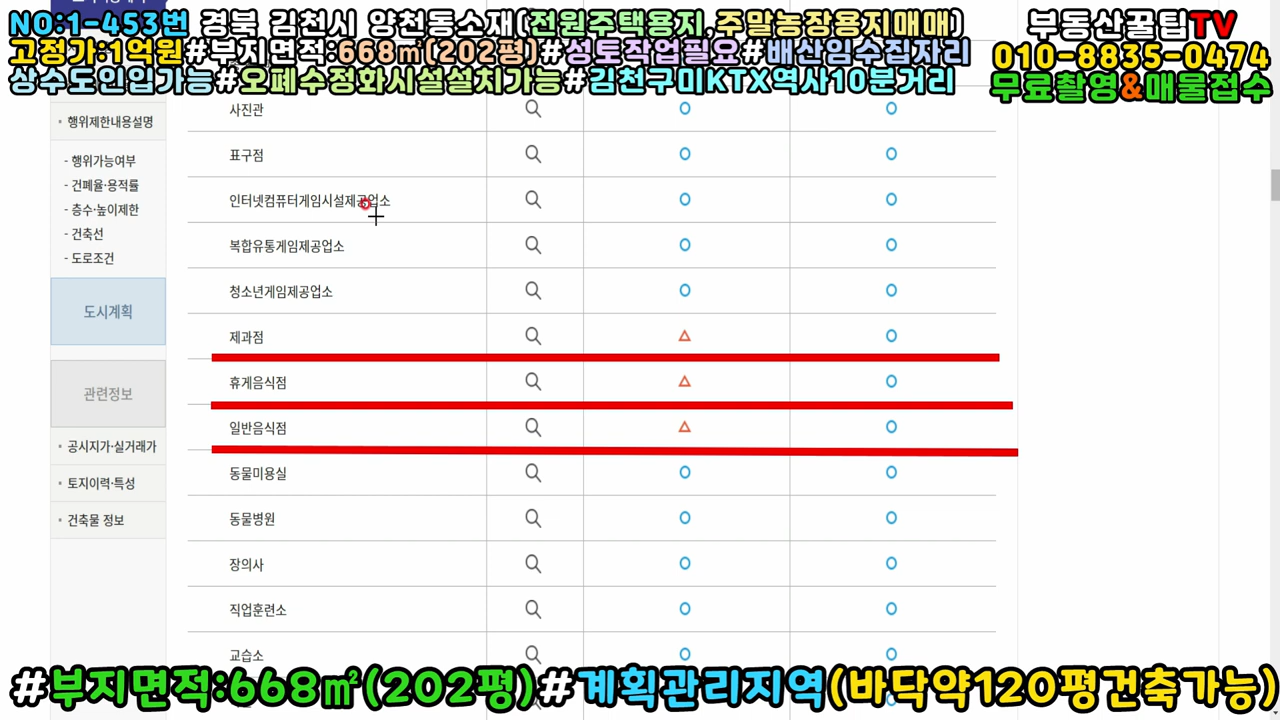 NO:1-453번 경북 김천시 양천동소재(전원주택용지,주말농장용지매매)
고정가:1억원#부지면적:668㎡(202평)#성토작업필요#배산임수집자리
상수도인입가능#오폐수정화시설설치가능#김천구미KTX역사10분거리
부동산꿀팁TV
010-8835-0474
무료촬영&매물접수
행위제한내용설명
- 행위가능여부
- 건폐율·용적률
- 층수·높이제한
- 건축선
- 도로조건
도시계획
관련정보
공시지가·실거래가
토지이력·특성
건축물 정보
사진관
표구점
인터넷컴퓨터게임시설제공업소
복합유통게임제공업소
청소년게임제공업소
제과점
휴게음식점
일반음식점
동물미용실
동물병원
장의사
직업훈련소
교습소
#부지면적:668㎡(202평)#계획관리지역(바닥약120평건축가능)